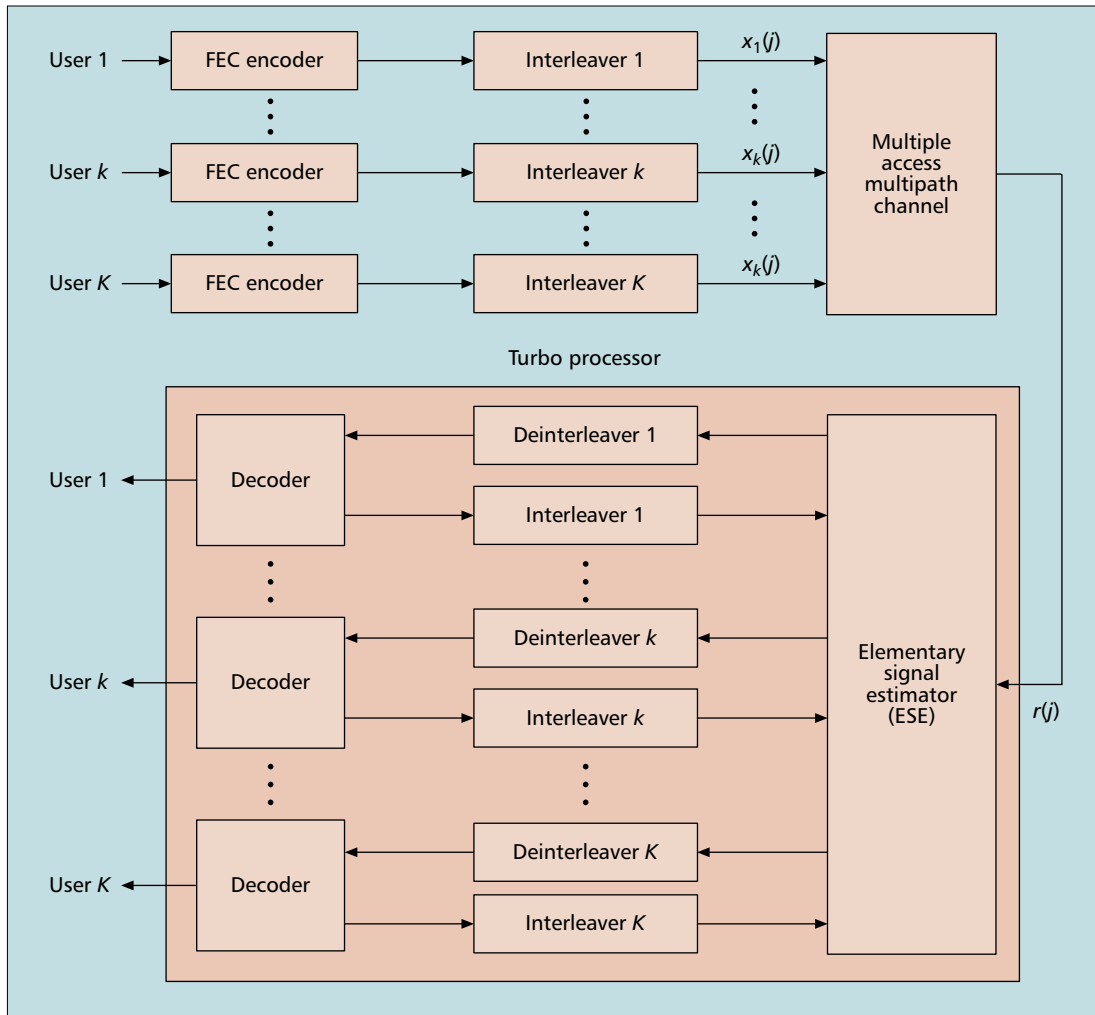 User 1 FEC encoder Interleaver 1 x1(j)
User k FEC encoder Interleaver k xk(j)
User K FEC encoder Interleaver K xk(j)
Multiple
access
multipath
channel
Turbo processor
User 1 Decoder Deinterleaver 1
Interleaver 1
User k Decoder Deinterleaver k
Interleaver k
User K Decoder Deinterleaver K
Interleaver K
Elementary
signal
estimator
(ESE)
r(j)